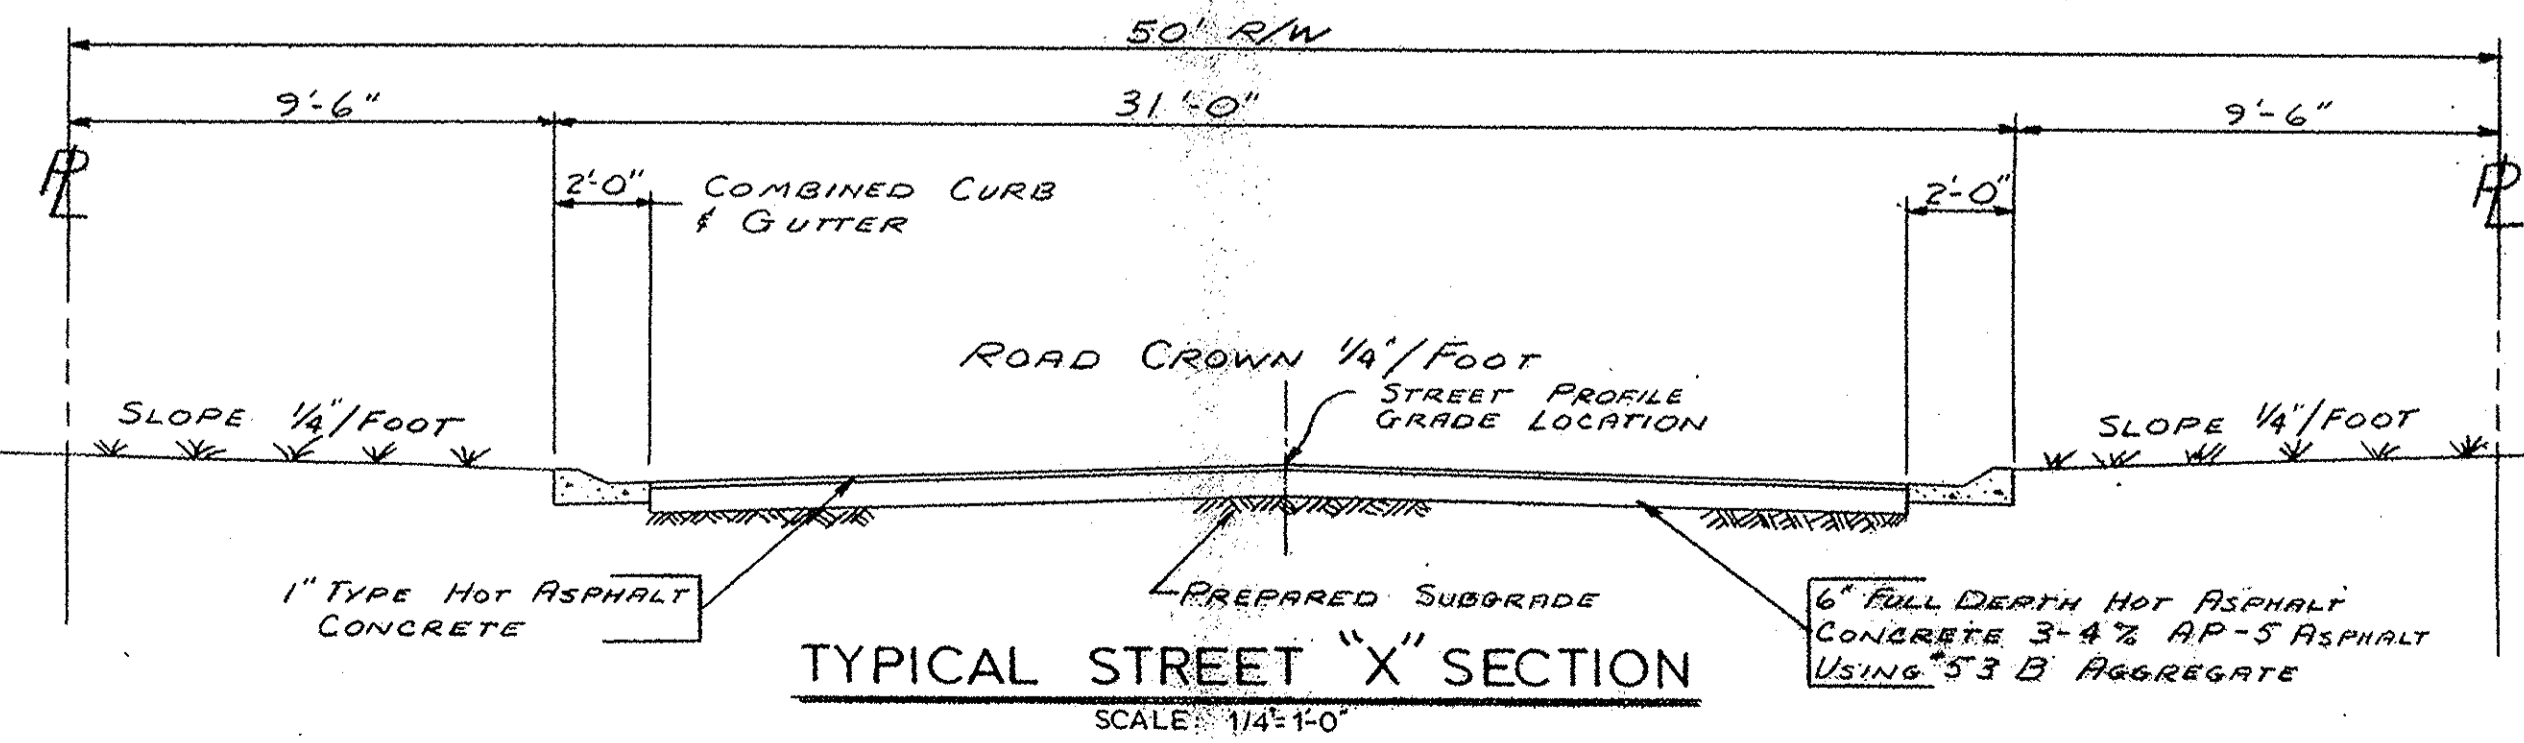 50' R/W
9'-6"
31'-0"
9'-6"
PL
2'-0"
COMBINED CURB
& GUTTER
2'-0"
PL
ROAD CROWN 1/4"/FOOT
STREET PROFILE
GRADE LOCATION
SLOPE 1/4"/FOOT
SLOPE 1/4"/FOOT
1" TYPE HOT ASPHALT
CONCRETE
PREPARED SUBGRADE
6" FULL DEPTH HOT ASPHALT
CONCRETE 3-4% AP-5 ASPHALT
USING #53 B AGGREGATE
TYPICAL STREET "X" SECTION
SCALE: 1/4"=1'-0"